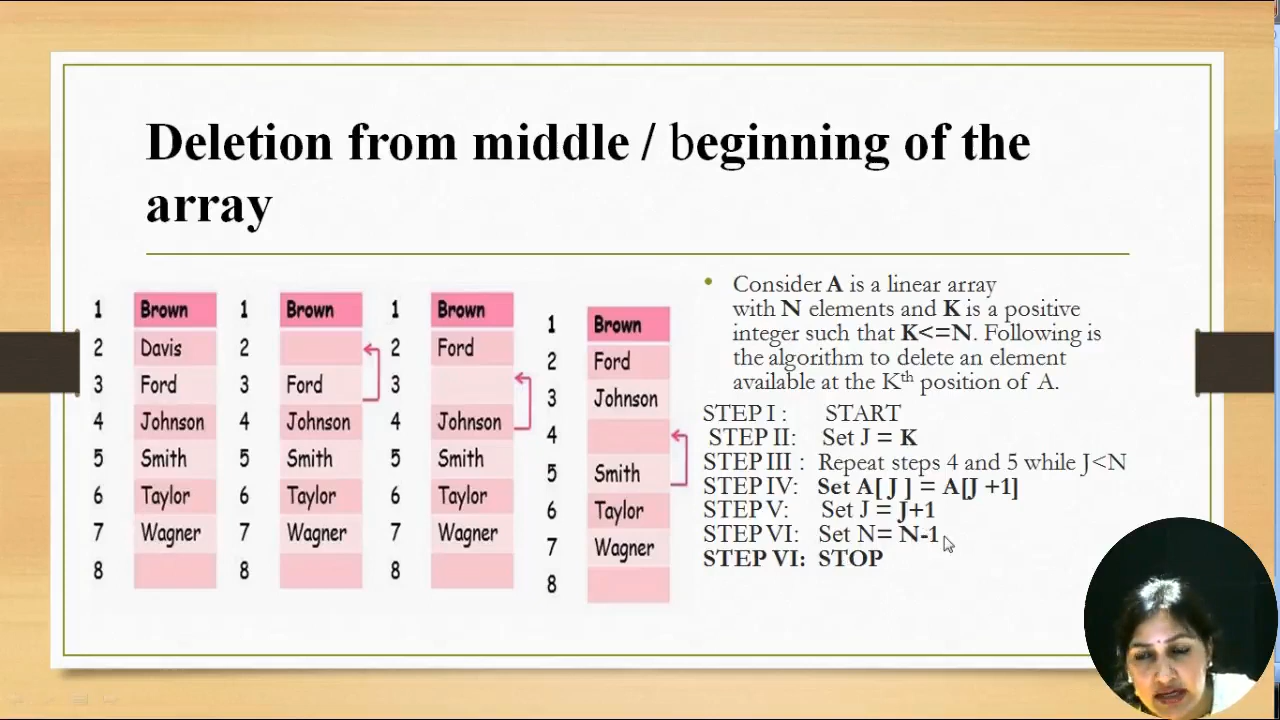 Deletion from middle / beginning of the
array
1 Brown
2 Davis
3 Ford
4 Johnson
5 Smith
6 Taylor
7 Wagner
8
1 Brown
2
3 Ford
4 Johnson
5 Smith
6 Taylor
7 Wagner
8
1 Brown
2 Ford
3
4 Johnson
5 Smith
6 Taylor
7 Wagner
8
1 Brown
2 Ford
3 Johnson
4
5 Smith
6 Taylor
7 Wagner
8
• Consider A is a linear array
with N elements and K is a positive
integer such that K<=N. Following is
the algorithm to delete an element
available at the Kth position of A.
STEP I : START
STEP II: Set J = K
STEP III : Repeat steps 4 and 5 while J<N
STEP IV: Set A[ J ] = A[J +1]
STEP V: Set J = J+1
STEP VI: Set N= N-1
STEP VI: STOP